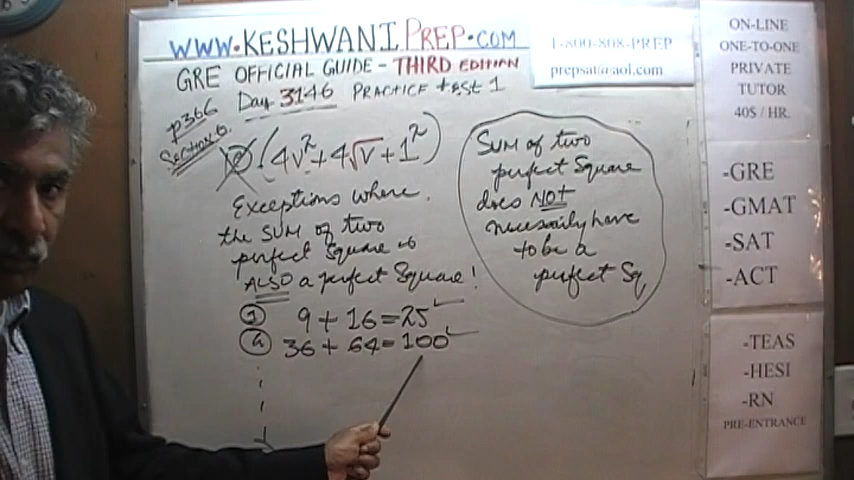 WWW.KESHWANIPREP.COM
1-800-808-PREP
prepsat@aol.com
GRE OFFICIAL GUIDE - THIRD EDITION
p366 Day 3146 PRACTICE test 1
Section 6.
(4v²+4√v+1²)
Exceptions where
the SUM of two
perfect square is
ALSO a perfect Square!
① 9 + 16 = 25
36 + 64 = 100
SUM of two
perfect Square
does NOT
necessarily have
to be a
perfect Sq
ON-LINE
ONE-TO-ONE
PRIVATE
TUTOR
40$ / HR.
-GRE
-GMAT
-SAT
-ACT
-TEAS
-HESI
-RN
PRE-ENTRANCE